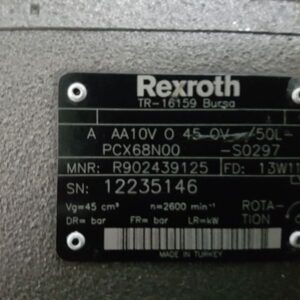 Rexroth
TR-16159 Bursa
A AA10V O 45 /50L-
PCX68N00 -S0297
MNR: R902439125 FD: 13W11
SN: 12235146
Vg=45 cm³ n=2600 min⁻¹ ROTA-
DR= bar FR= bar LR=kW TION
MADE IN TURKEY